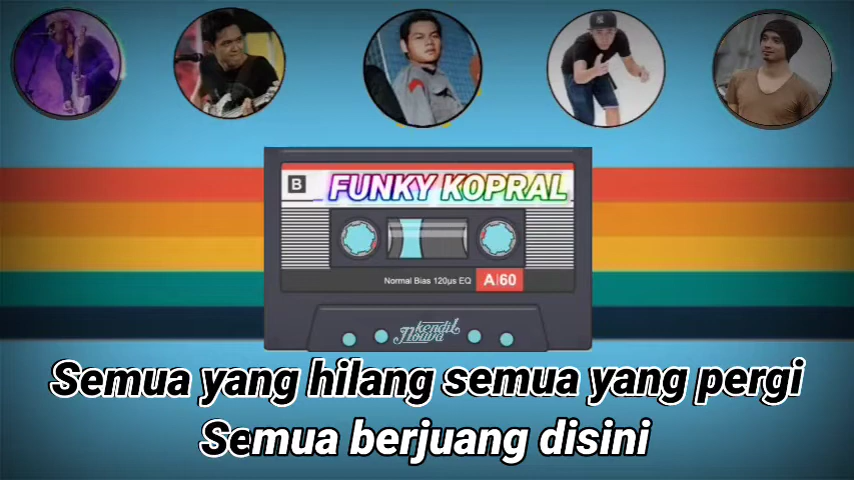 B
FUNKY KOPRAL
Normal Bias 120µs EQ
A|60
kendil
Semua yang hilang semua yang pergi
Semua berjuang disini